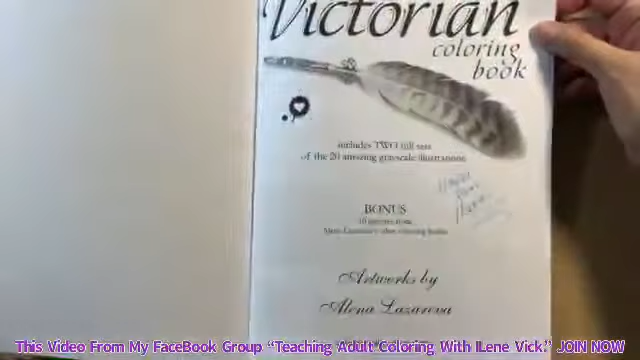 Victorian
coloring
book
includes TWO full sets
of the 20 amazing grayscale illustrations
BONUS
Artworks by
Alena Lazareva
This Video From My FaceBook Group “Teaching Adult Coloring With ILene Vick” JOIN NOW